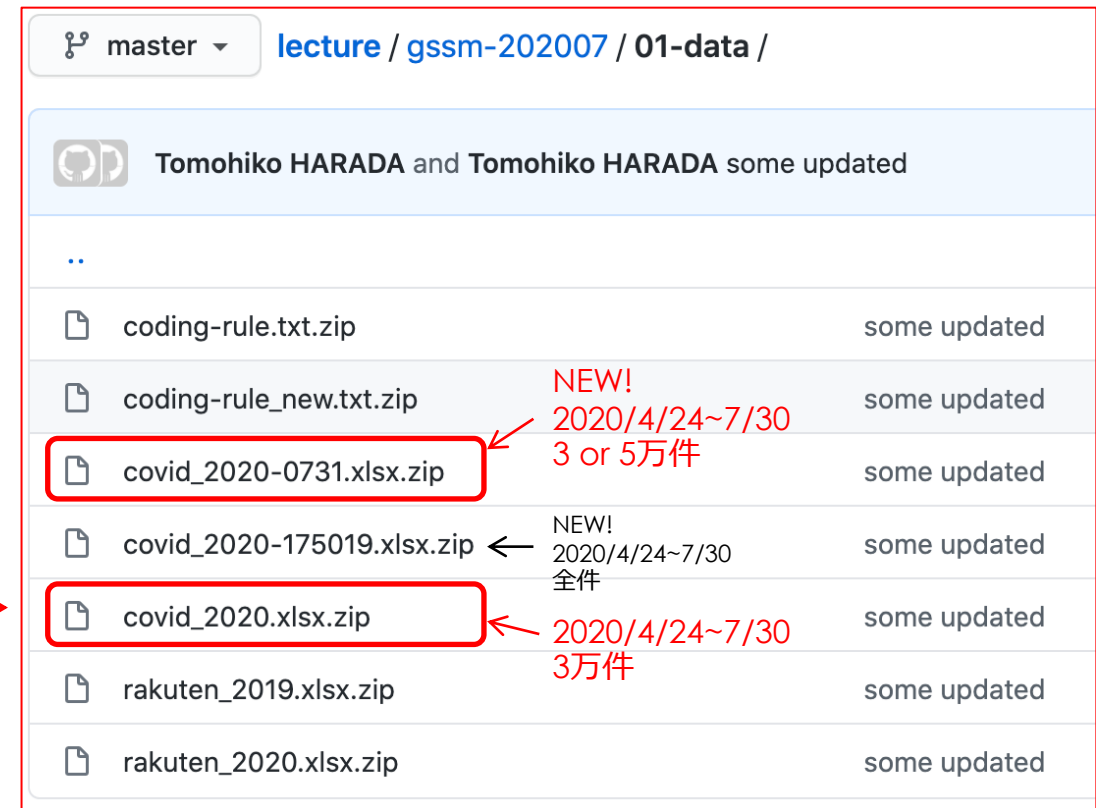 master lecture / gssm-202007 / 01-data /
Tomohiko HARADA and Tomohiko HARADA some updated
..
coding-rule.txt.zip some updated
coding-rule_new.txt.zip some updated
NEW!
2020/4/24~7/30
3 or 5万件
covid_2020-0731.xlsx.zip some updated
covid_2020-175019.xlsx.zip some updated
NEW!
2020/4/24~7/30
全件
covid_2020.xlsx.zip some updated
2020/4/24~7/30
3万件
rakuten_2019.xlsx.zip some updated
rakuten_2020.xlsx.zip some updated